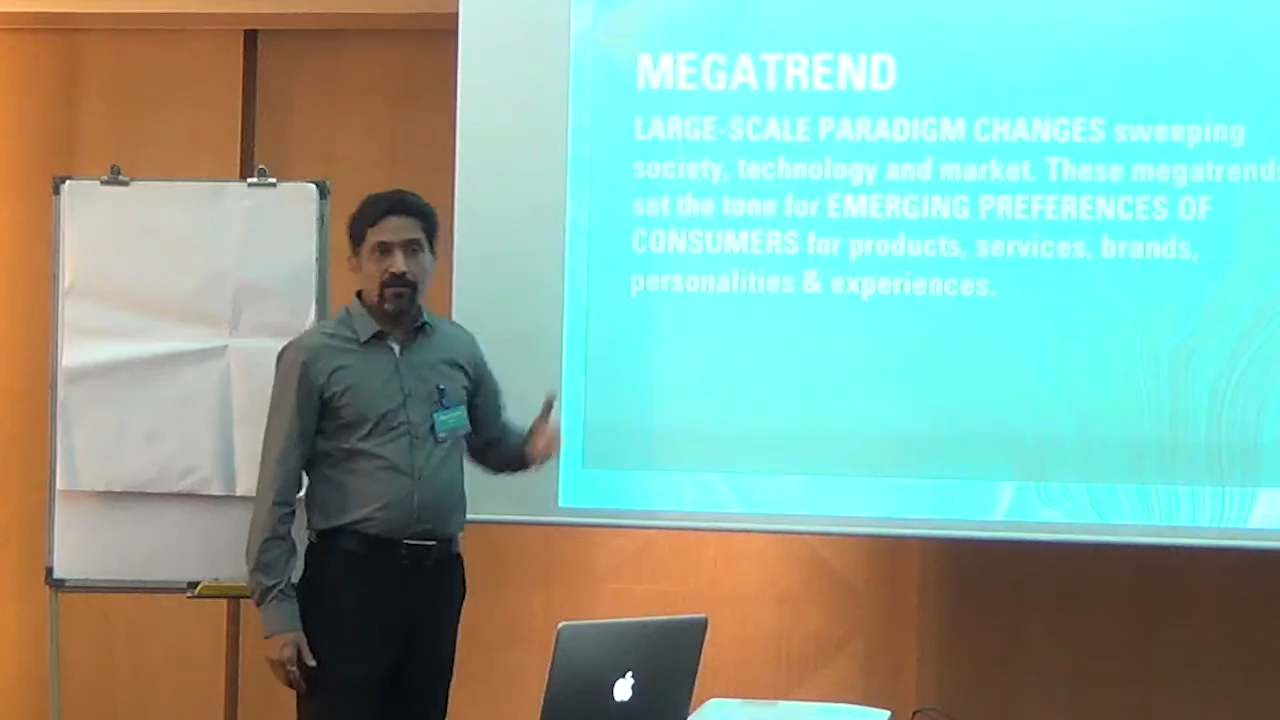 MEGATREND
LARGE-SCALE PARADIGM CHANGES sweeping
society, technology and market. These megatrends
set the tone for EMERGING PREFERENCES OF
CONSUMERS for products, services, brands,
personalities & experiences.